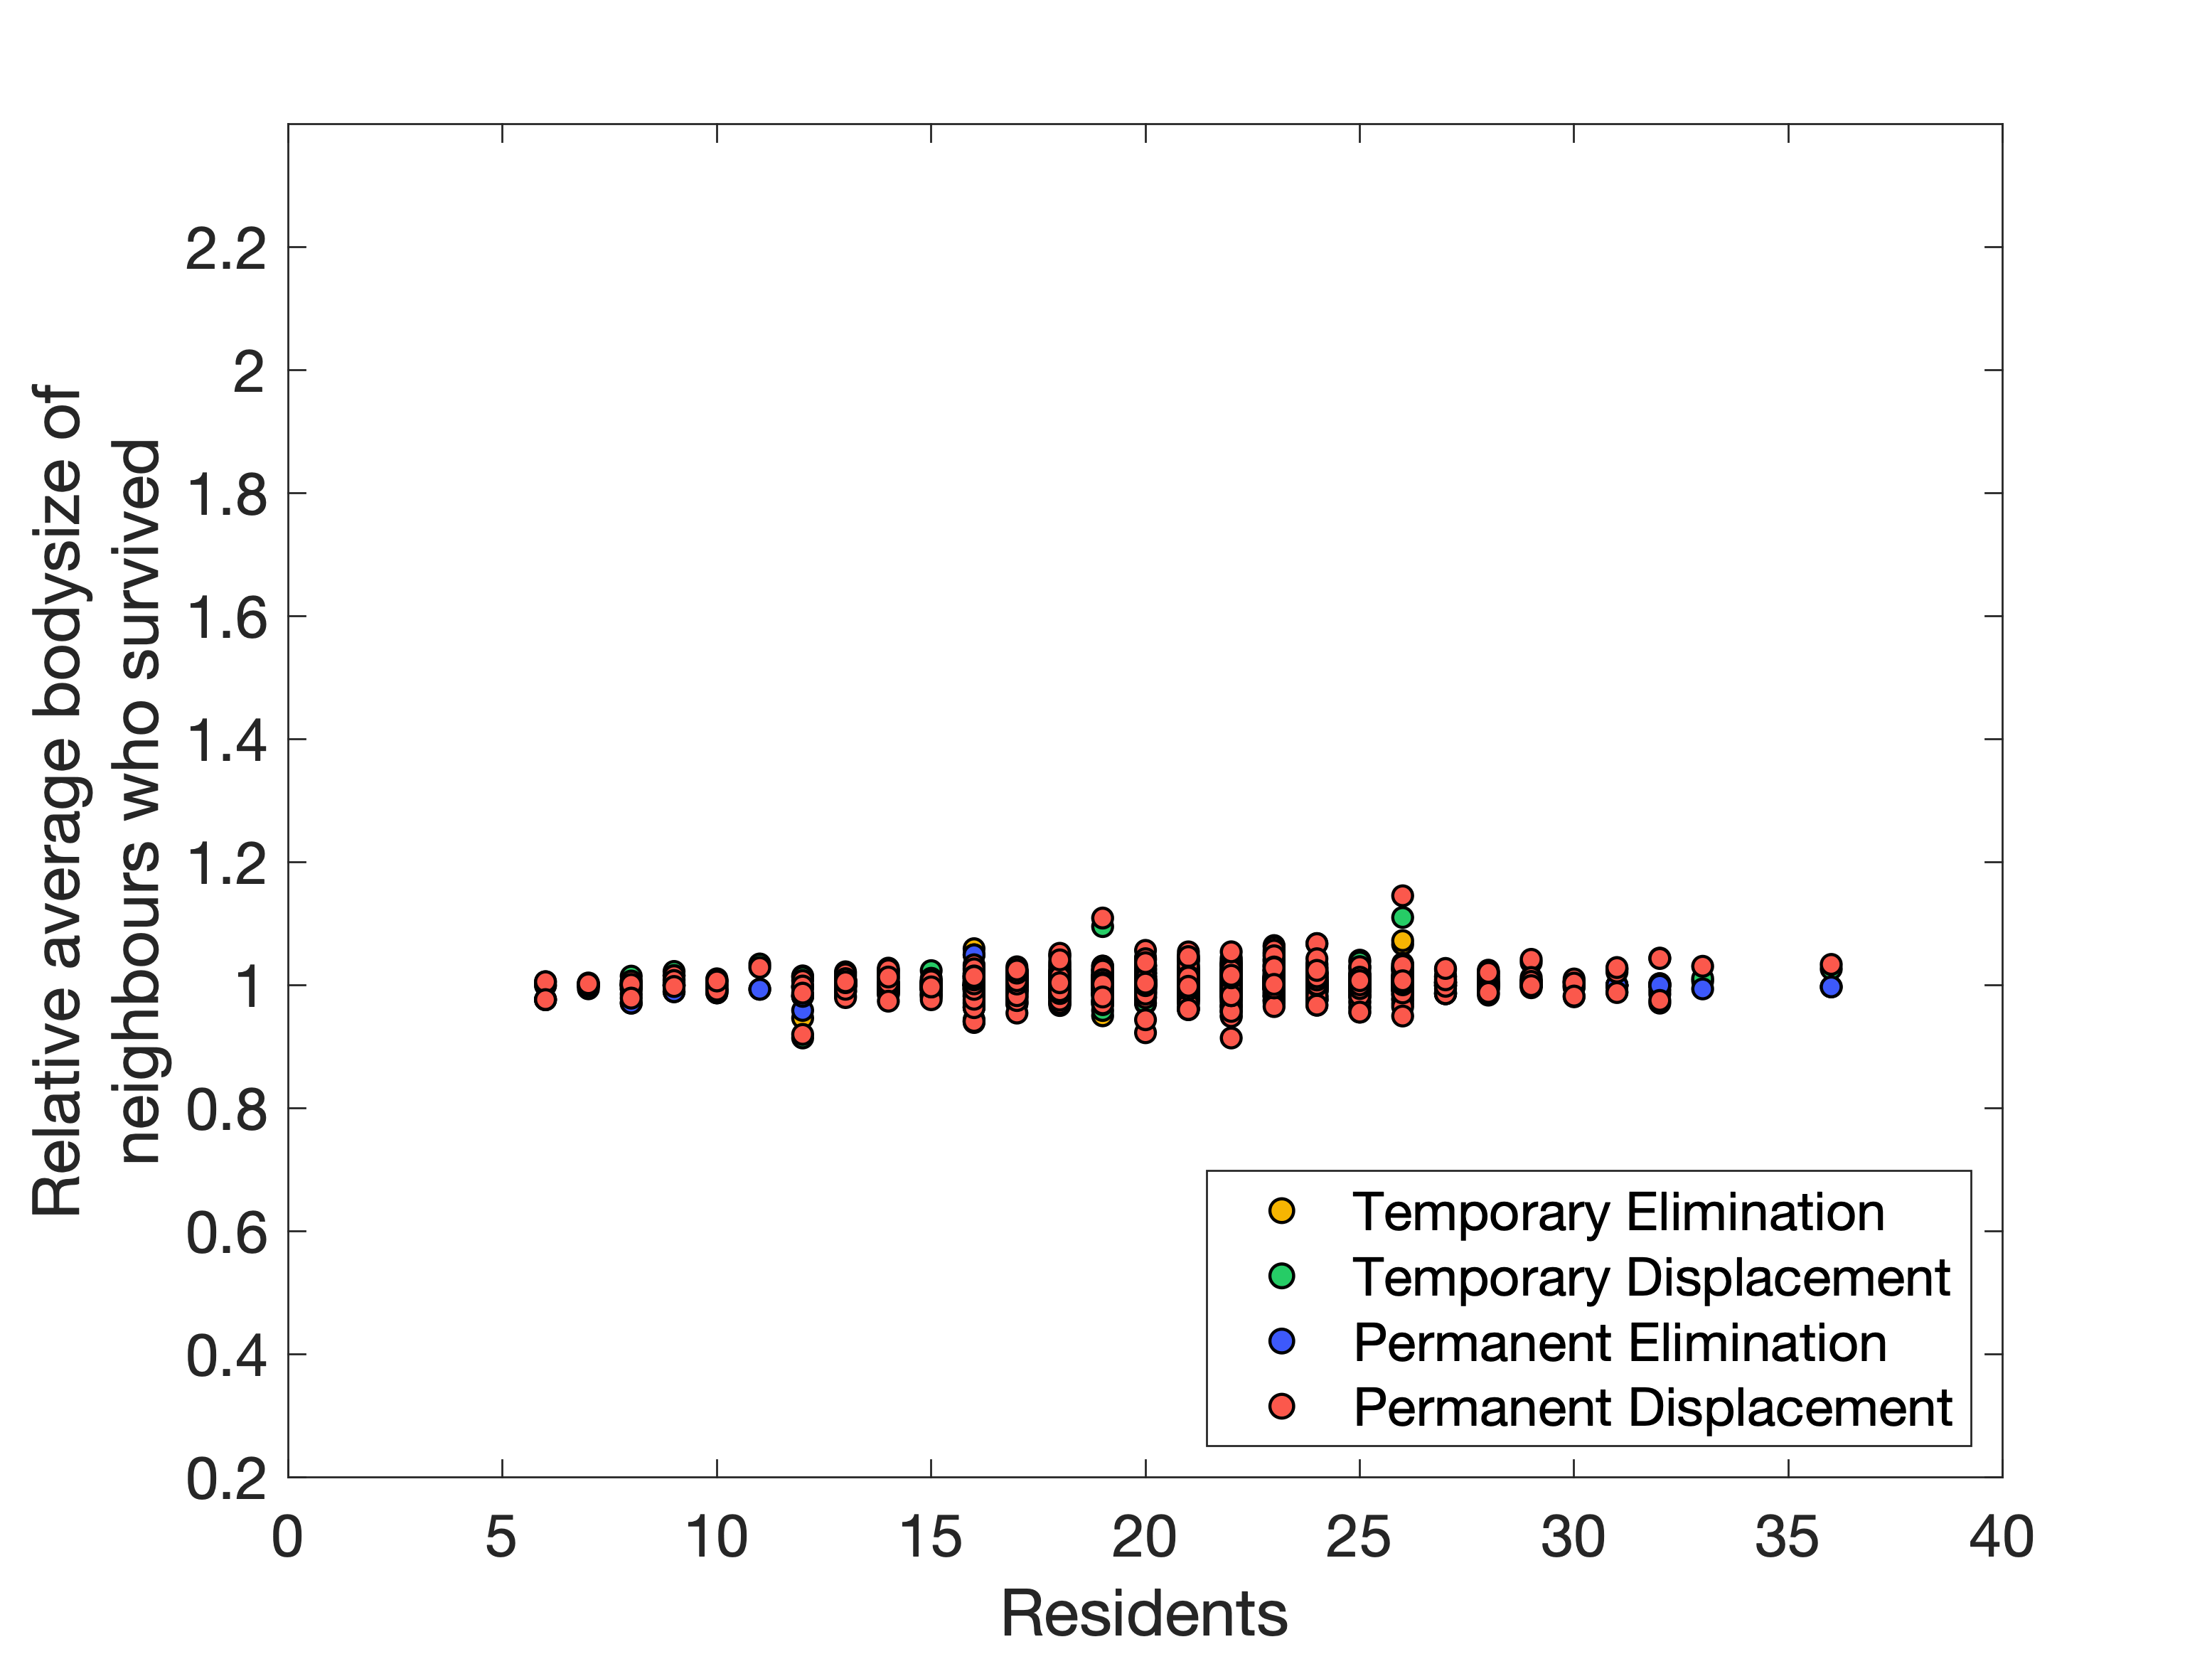 Relative average bodysize of
neighbours who survived
2.2
2
1.8
1.6
1.4
1.2
1
0.8
0.6
0.4
0.2
Temporary Elimination
Temporary Displacement
Permanent Elimination
Permanent Displacement
0 5 10 15 20 25 30 35 40
Residents